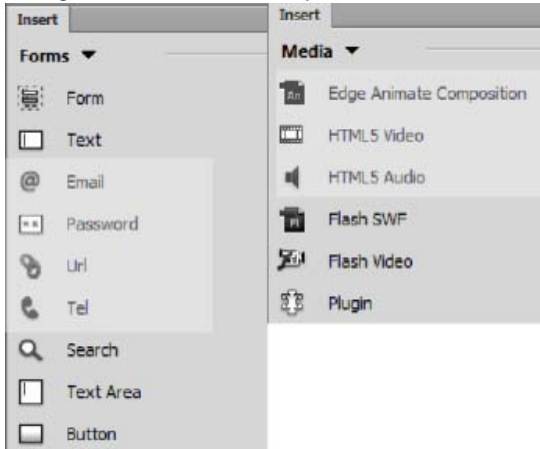 Insert
Forms
Form
Text
@ Email
Password
Url
Tel
Search
Text Area
Button
Insert
Media
An Edge Animate Composition
HTML5 Video
HTML5 Audio
Flash SWF
Flash Video
Plugin